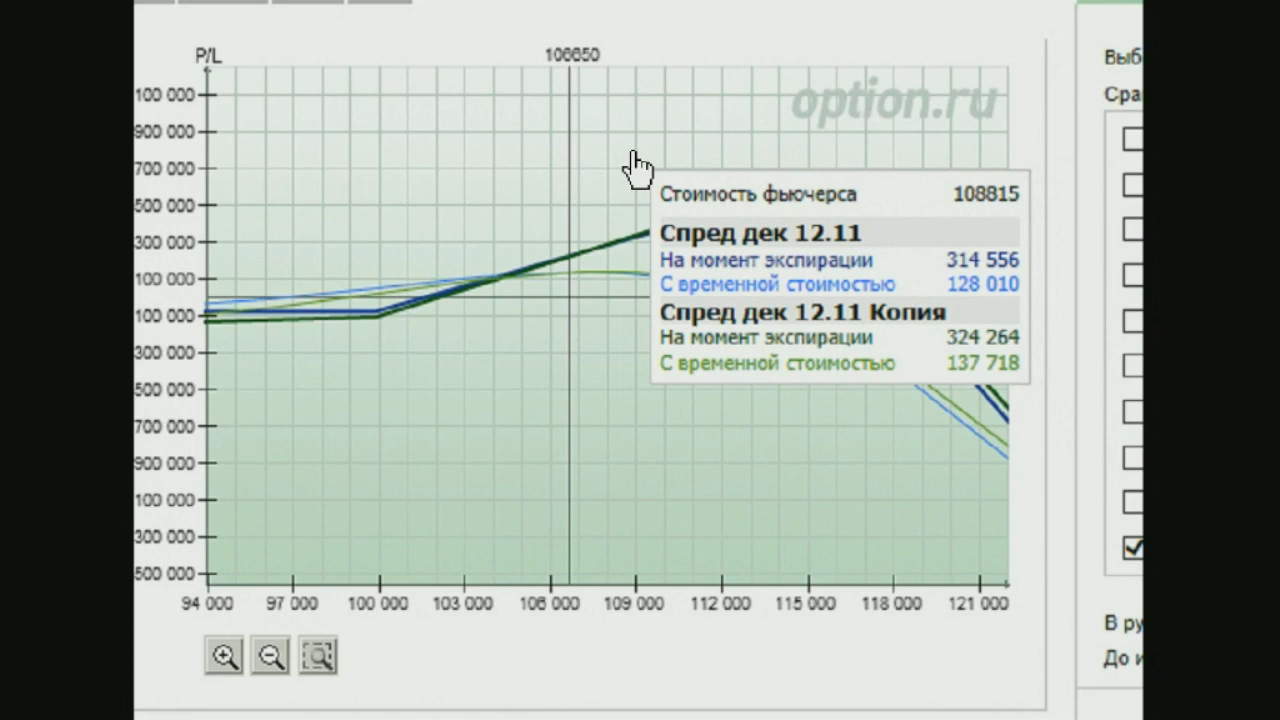 P/L
106650
option.ru
100 000
900 000
700 000
500 000
300 000
100 000
100 000
300 000
500 000
700 000
900 000
100 000
300 000
500 000
94 000 97 000 100 000 103 000 106 000 109 000 112 000 115 000 118 000 121 000
Стоимость фьючерса 108815
Спред дек 12.11
На момент экспирации 314 556
С временной стоимостью 128 010
Спред дек 12.11 Копия
На момент экспирации 324 264
С временной стоимостью 137 718
Выб
Сра
В ру
До и